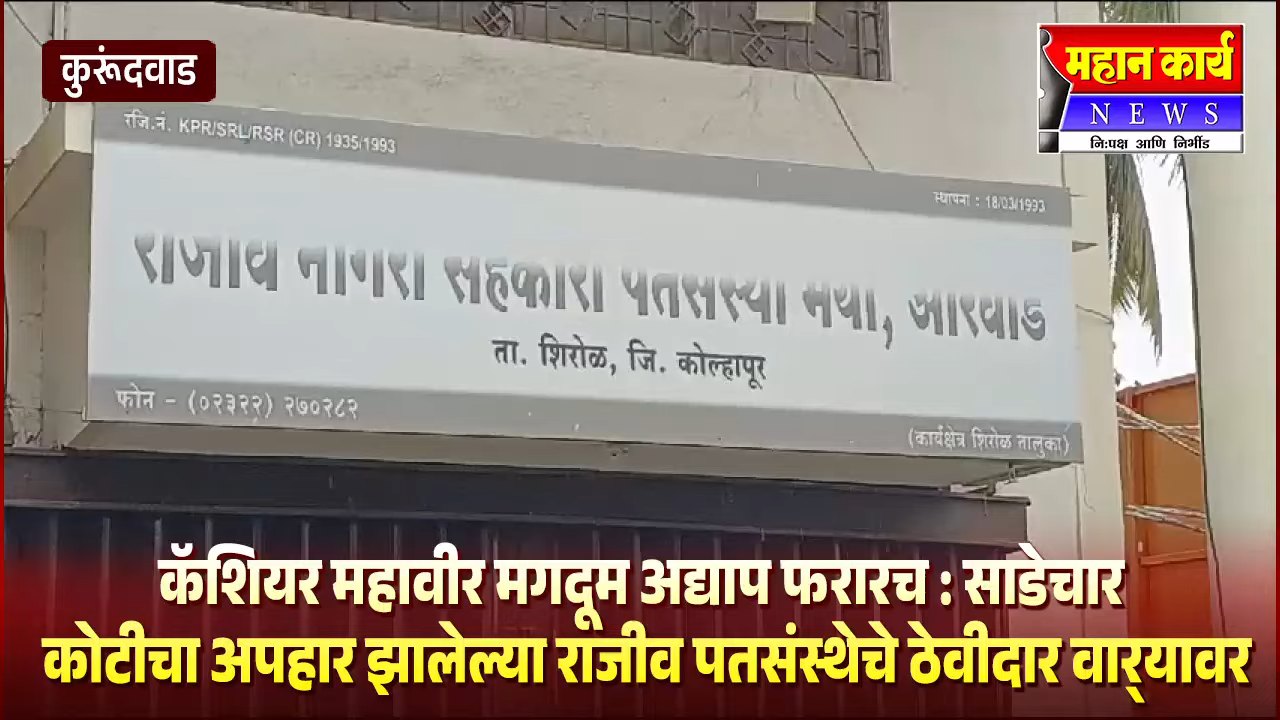 कुरूंदवाड
महान कार्य
NEWS
नि:पक्ष आणि निर्भीड
रजि.नं. KPR/SRL/RSR (CR) 1935/1993
स्थापना : 18/03/1993
राजीव नागरी सहकारी पतसंस्था मर्या, आरवाड
ता. शिरोळ, जि. कोल्हापूर
फोन - (०२३२२) २७०२८२
(कार्यक्षेत्र शिरोळ तालुका)
कॅशियर महावीर मगदूम अद्याप फरारच : साडेचार
कोटीचा अपहार झालेल्या राजीव पतसंस्थेचे ठेवीदार वाऱ्यावर